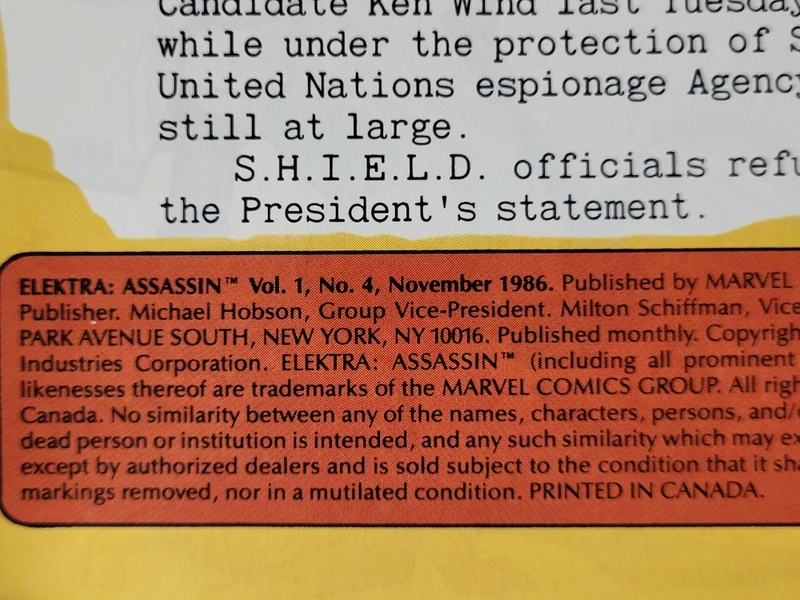 Candidate Ken Wind last Tuesday
while under the protection of S
United Nations espionage Agency
still at large.
S.H.I.E.L.D. officials refu
the President's statement.
ELEKTRA: ASSASSIN™ Vol. 1, No. 4, November 1986. Published by MARVEL
Publisher. Michael Hobson, Group Vice-President. Milton Schiffman, Vice
PARK AVENUE SOUTH, NEW YORK, NY 10016. Published monthly. Copyrigh
Industries Corporation. ELEKTRA: ASSASSIN™ (including all prominent
likenesses thereof are trademarks of the MARVEL COMICS GROUP. All righ
Canada. No similarity between any of the names, characters, persons, and/
dead person or institution is intended, and any such similarity which may ex
except by authorized dealers and is sold subject to the condition that it sha
markings removed, nor in a mutilated condition. PRINTED IN CANADA.